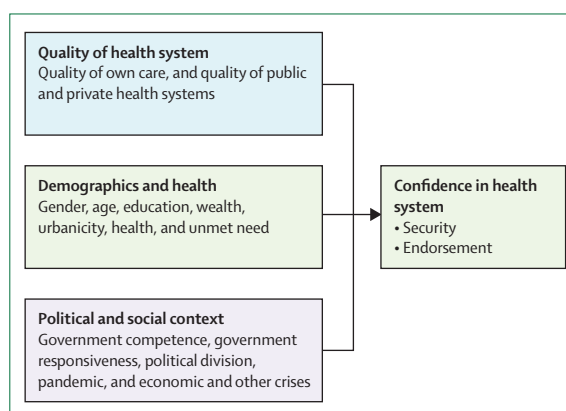 Quality of health system
Quality of own care, and quality of public
and private health systems
Demographics and health
Gender, age, education, wealth,
urbanicity, health, and unmet need
Political and social context
Government competence, government
responsiveness, political division,
pandemic, and economic and other crises
Confidence in health
system
• Security
• Endorsement